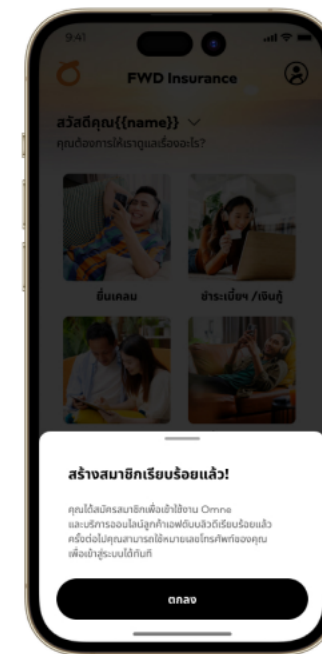 9:41
FWD Insurance
สวัสดีคุณ{{name}}
คุณต้องการให้เราดูแลเรื่องอะไร?
ยื่นเคลม
ชำระเบี้ยฯ /เงินกู้
สร้างสมาชิกเรียบร้อยแล้ว!
คุณได้สมัครสมาชิกเพื่อเข้าใช้งาน Omne
และบริการออนไลน์ลูกค้าเอฟดับบลิวดีเรียบร้อยแล้ว
ครั้งต่อไปคุณสามารถใช้หมายเลขโทรศัพท์ของคุณ
เพื่อเข้าสู่ระบบได้ทันที
ตกลง